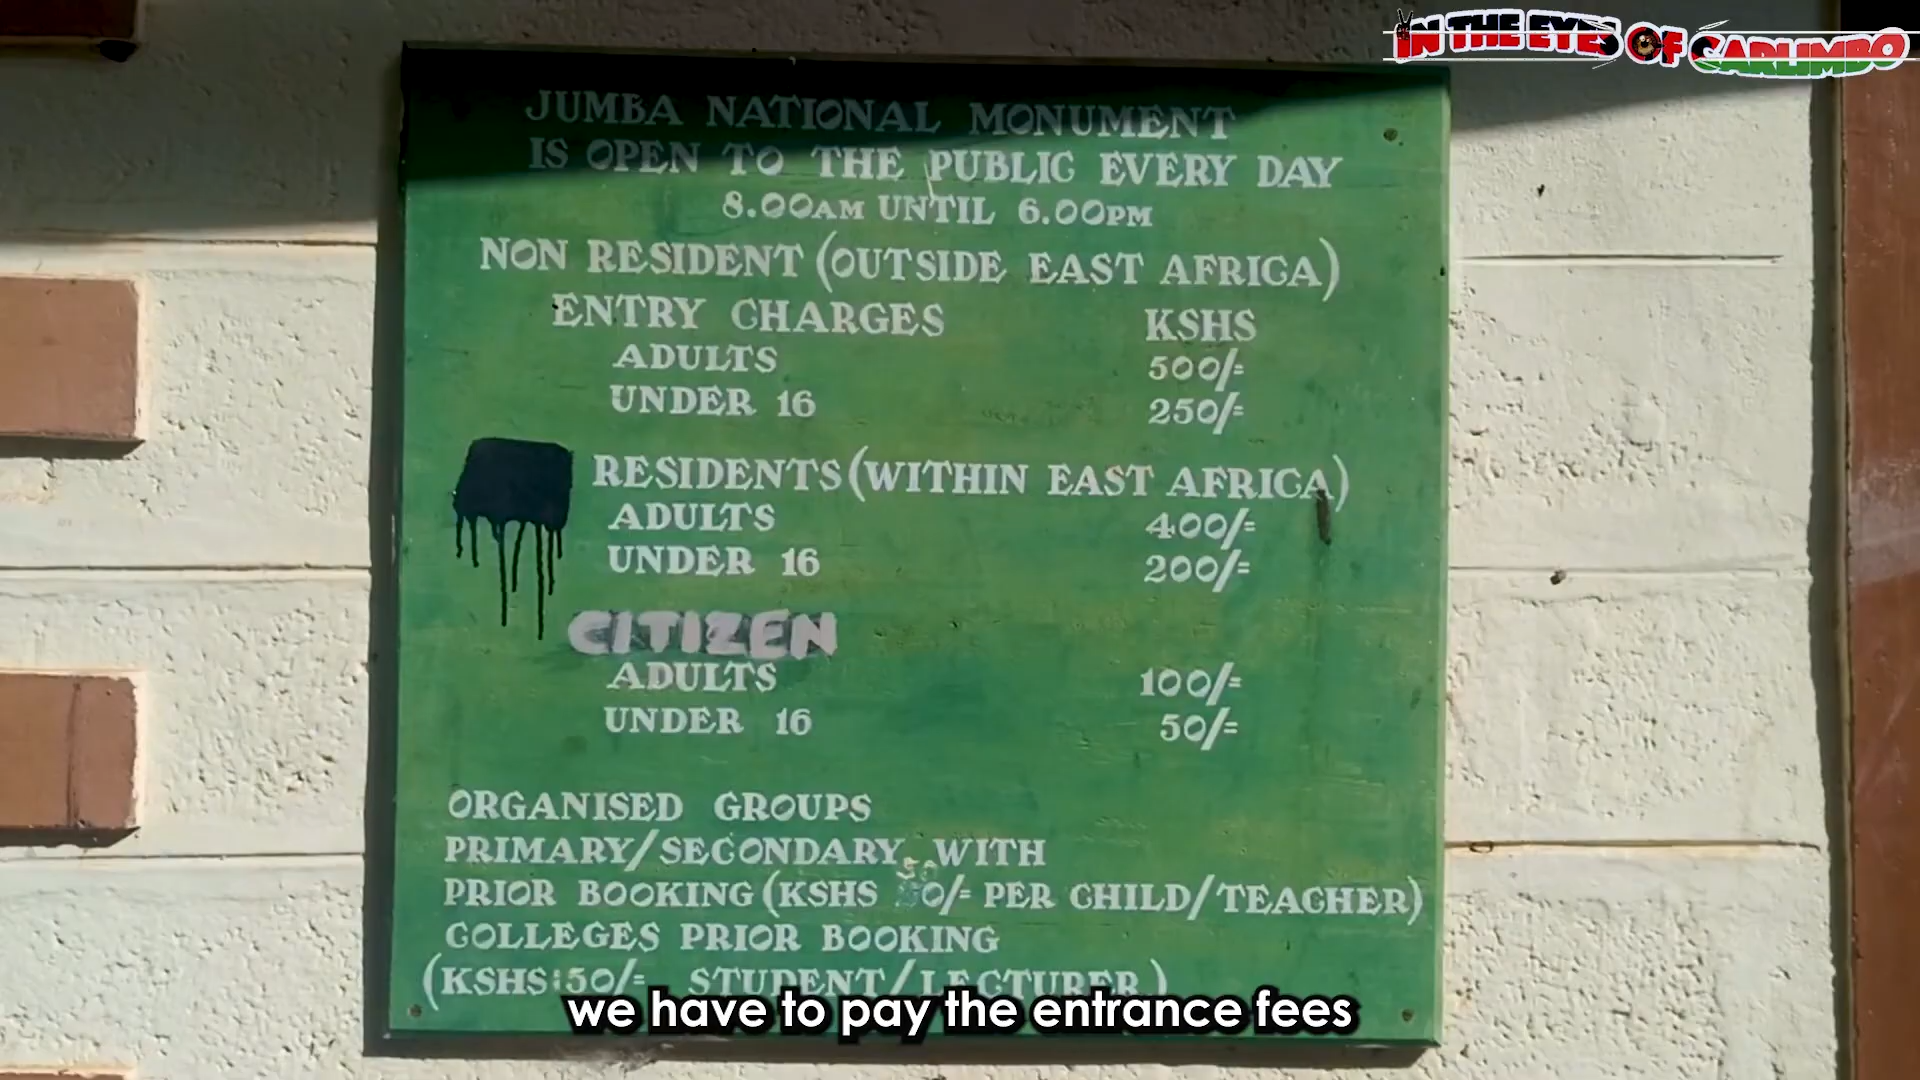 IN THE EYES OF CARLIMBO
JUMBA NATIONAL MONUMENT
IS OPEN TO THE PUBLIC EVERY DAY
8.00AM UNTIL 6.00PM
NON RESIDENT (OUTSIDE EAST AFRICA)
ENTRY CHARGES KSHS
ADULTS 500/=
UNDER 16 250/=
RESIDENTS (WITHIN EAST AFRICA)
ADULTS 400/=
UNDER 16 200/=
CITIZEN
ADULTS 100/=
UNDER 16 50/=
ORGANISED GROUPS
PRIMARY/SECONDARY WITH
PRIOR BOOKING (KSHS PER CHILD/TEACHER)
COLLEGES PRIOR BOOKING
(KSHS:50/= STUDENT/LECTURER)
we have to pay the entrance fees